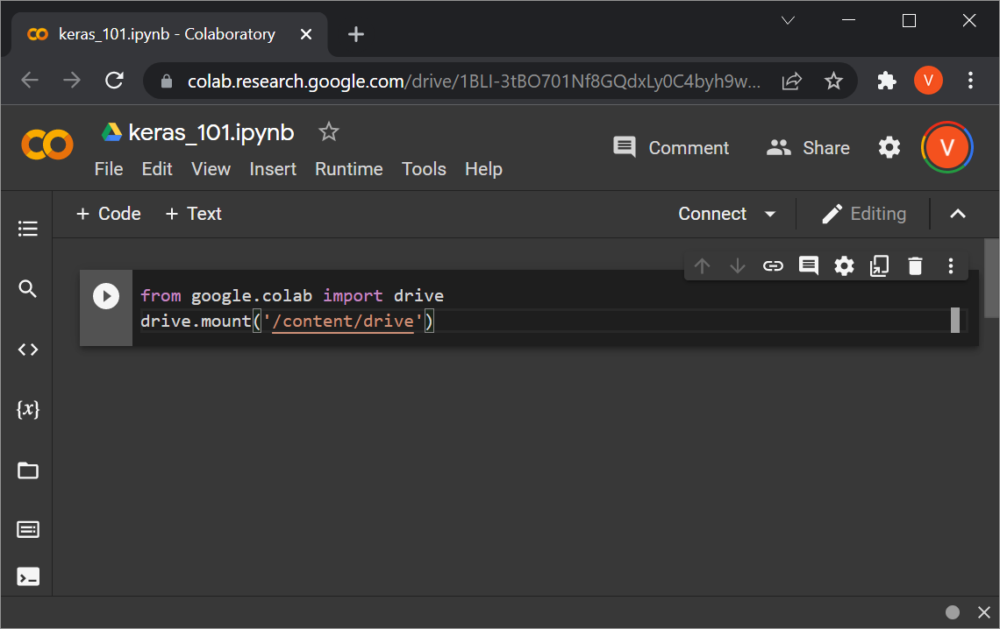 keras_101.ipynb - Colaboratory
colab.research.google.com/drive/1BLI-3tBO701Nf8GQdxLy0C4byh9w...
V
keras_101.ipynb
Comment
Share
V
File Edit View Insert Runtime Tools Help
+ Code + Text
Connect
Editing
from google.colab import drive
drive.mount('/content/drive')
{x}